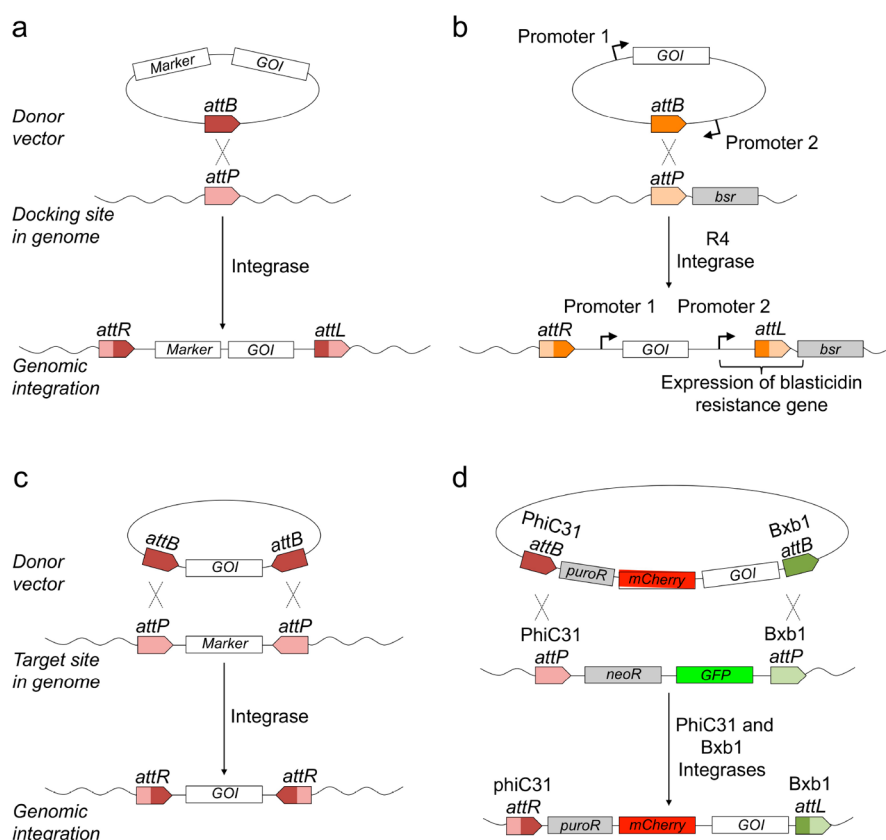 a
Marker
GOI
attB
Donor
vector
attP
Docking site
in genome
Integrase
attR
attL
Marker
GOI
Genomic
integration
b
Promoter 1
GOI
attB
Promoter 2
attP
bsr
R4
Integrase
Promoter 1
Promoter 2
attR
attL
GOI
bsr
Expression of blasticidin
resistance gene
c
attB
attB
GOI
Donor
vector
attP
attP
Marker
Target site
in genome
Integrase
attR
attR
GOI
Genomic
integration
d
PhiC31
attB
Bxb1
attB
puroR
mCherry
GOI
PhiC31
attP
Bxb1
attP
neoR
GFP
PhiC31 and
Bxb1
Integrases
phiC31
attR
Bxb1
attL
puroR
mCherry
GOI